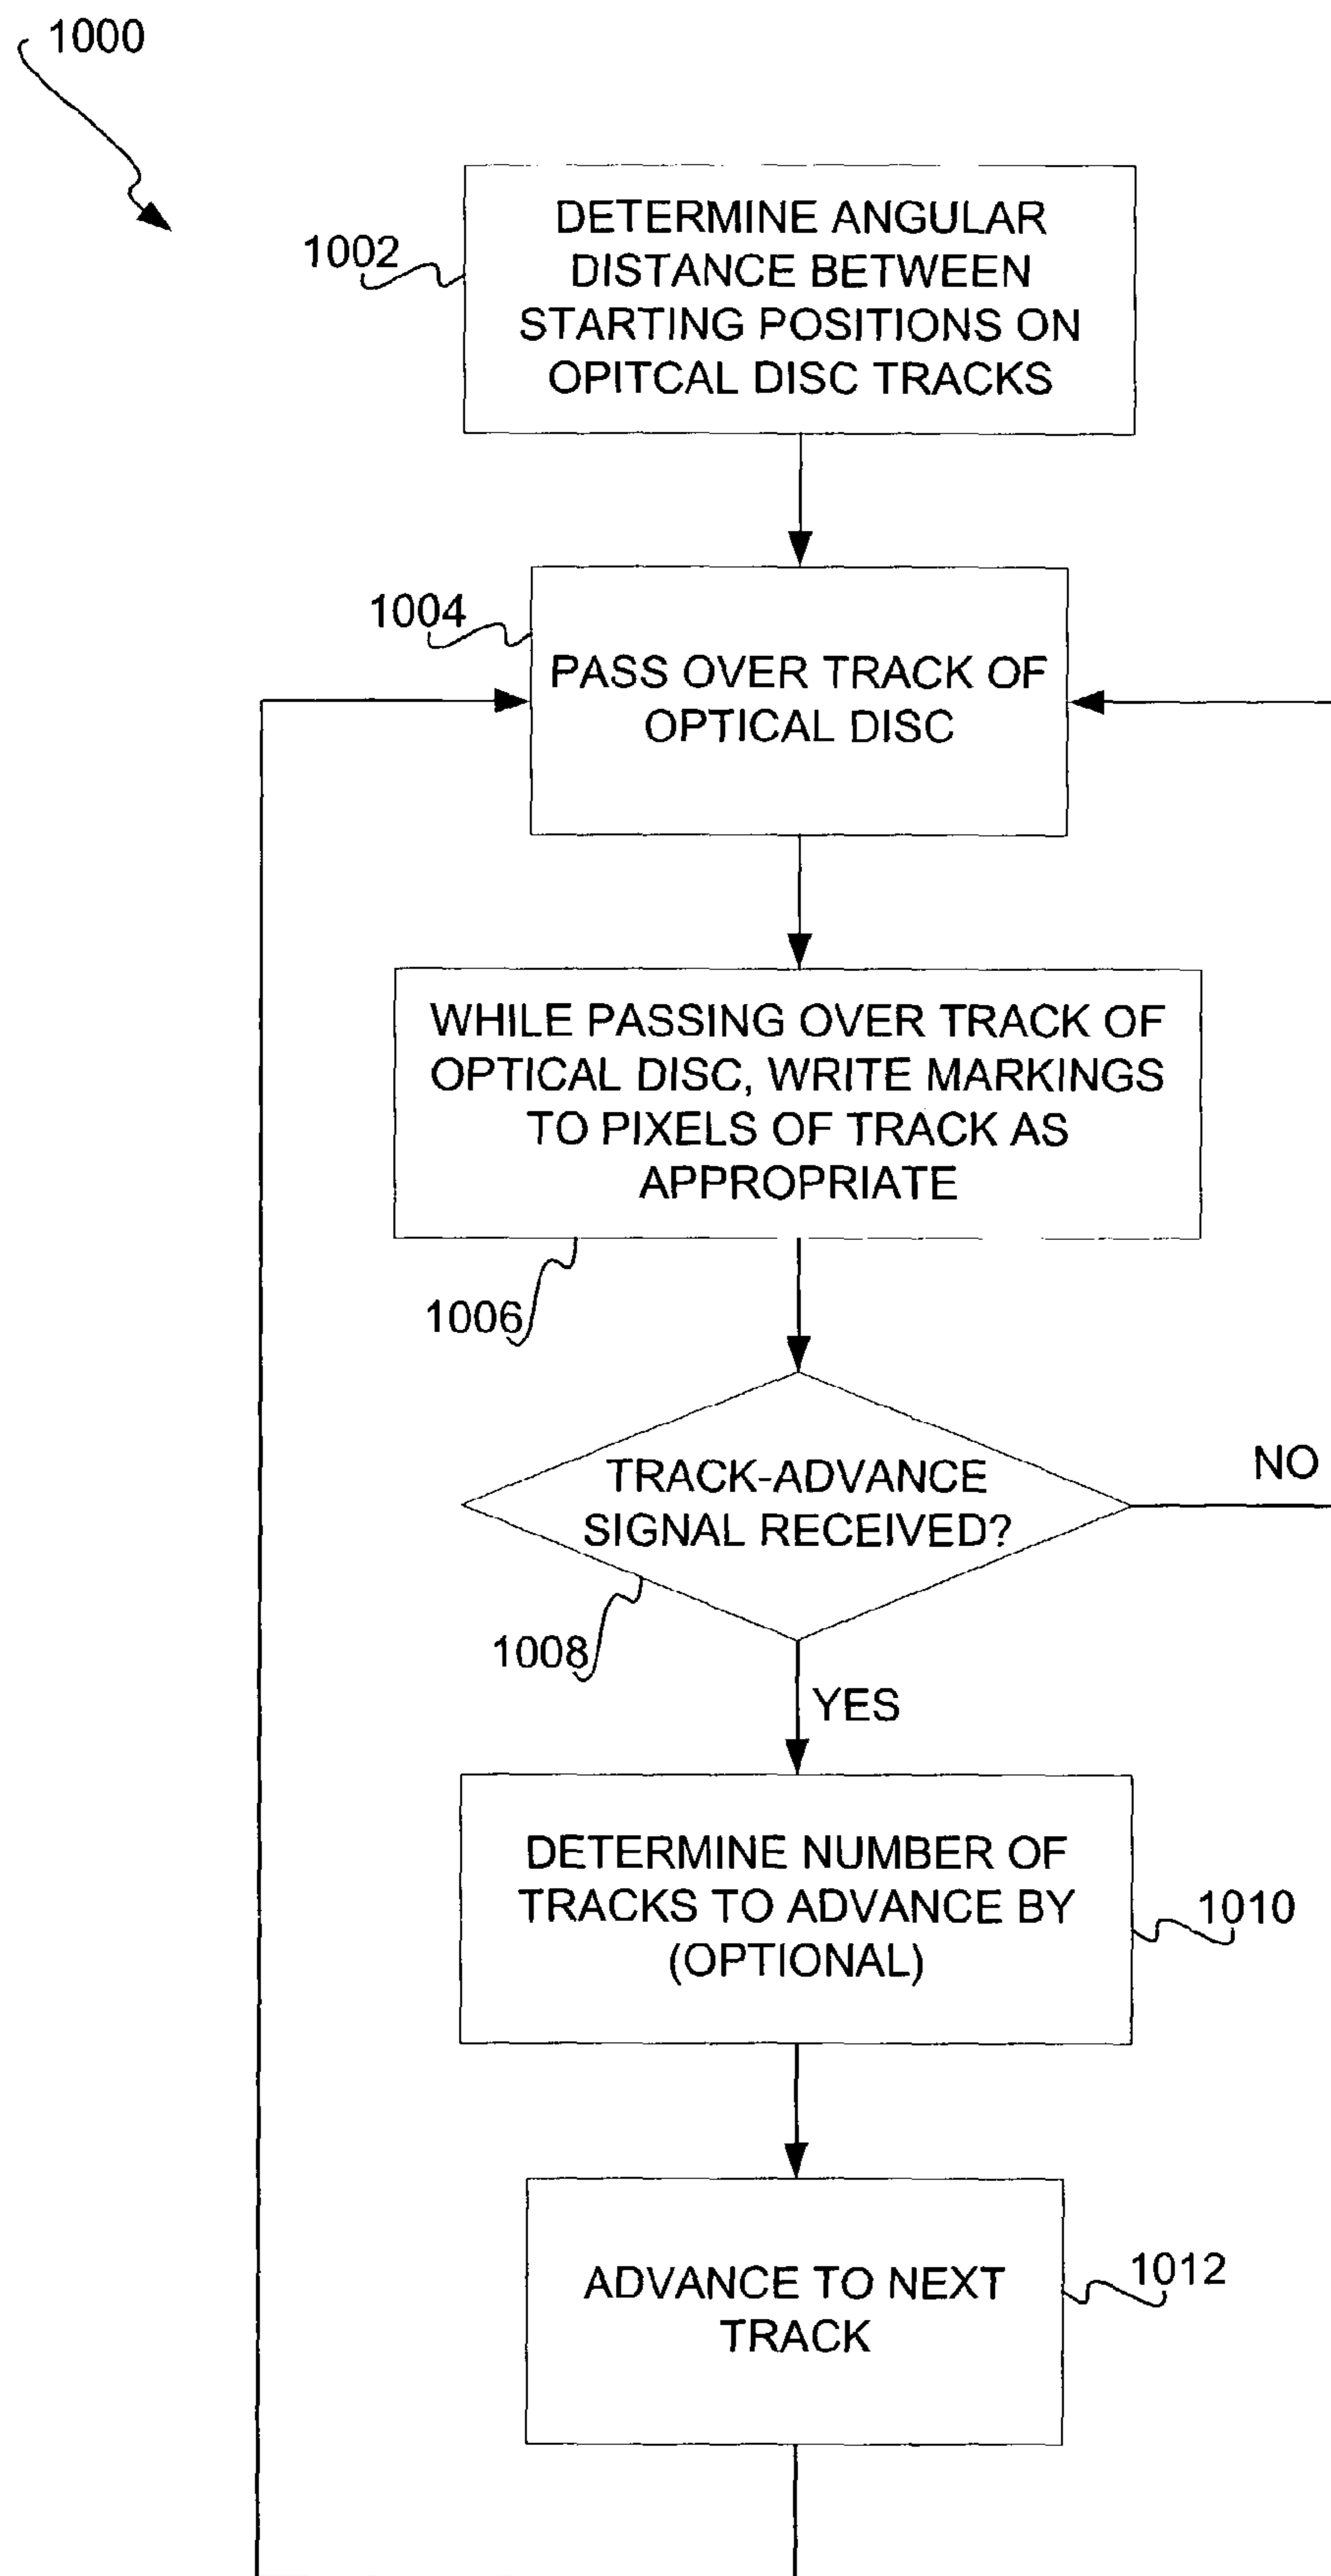 1000
1002
DETERMINE ANGULAR
DISTANCE BETWEEN
STARTING POSITIONS ON
OPITCAL DISC TRACKS
1004
PASS OVER TRACK OF
OPTICAL DISC
WHILE PASSING OVER TRACK OF
OPTICAL DISC, WRITE MARKINGS
TO PIXELS OF TRACK AS
APPROPRIATE
1006
TRACK-ADVANCE
SIGNAL RECEIVED?
NO
1008
YES
DETERMINE NUMBER OF
TRACKS TO ADVANCE BY
(OPTIONAL)
1010
ADVANCE TO NEXT
TRACK
1012